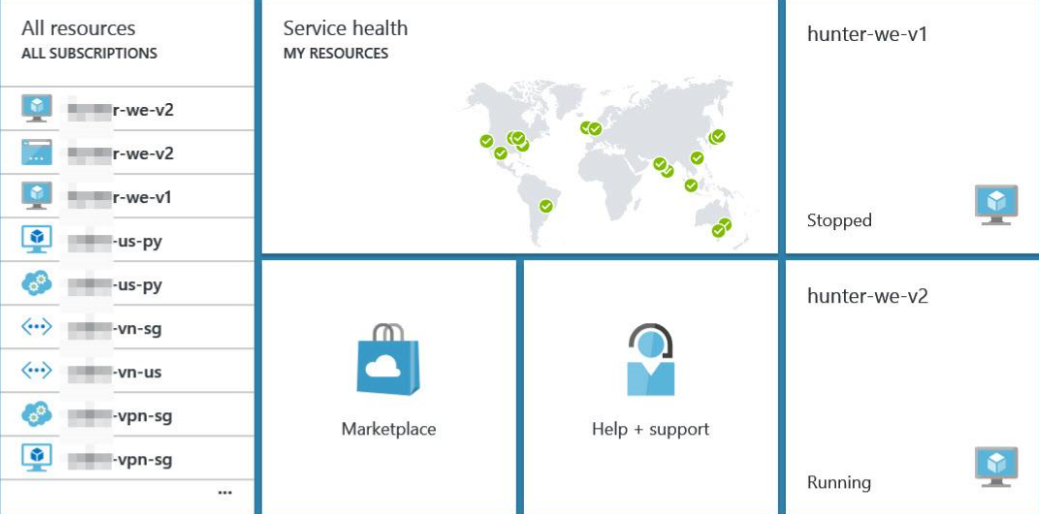 All resources
ALL SUBSCRIPTIONS
r-we-v2
r-we-v2
r-we-v1
-us-py
-us-py
-vn-sg
-vn-us
-vpn-sg
-vpn-sg
...
Service health
MY RESOURCES
Marketplace
Help + support
hunter-we-v1
Stopped
hunter-we-v2
Running